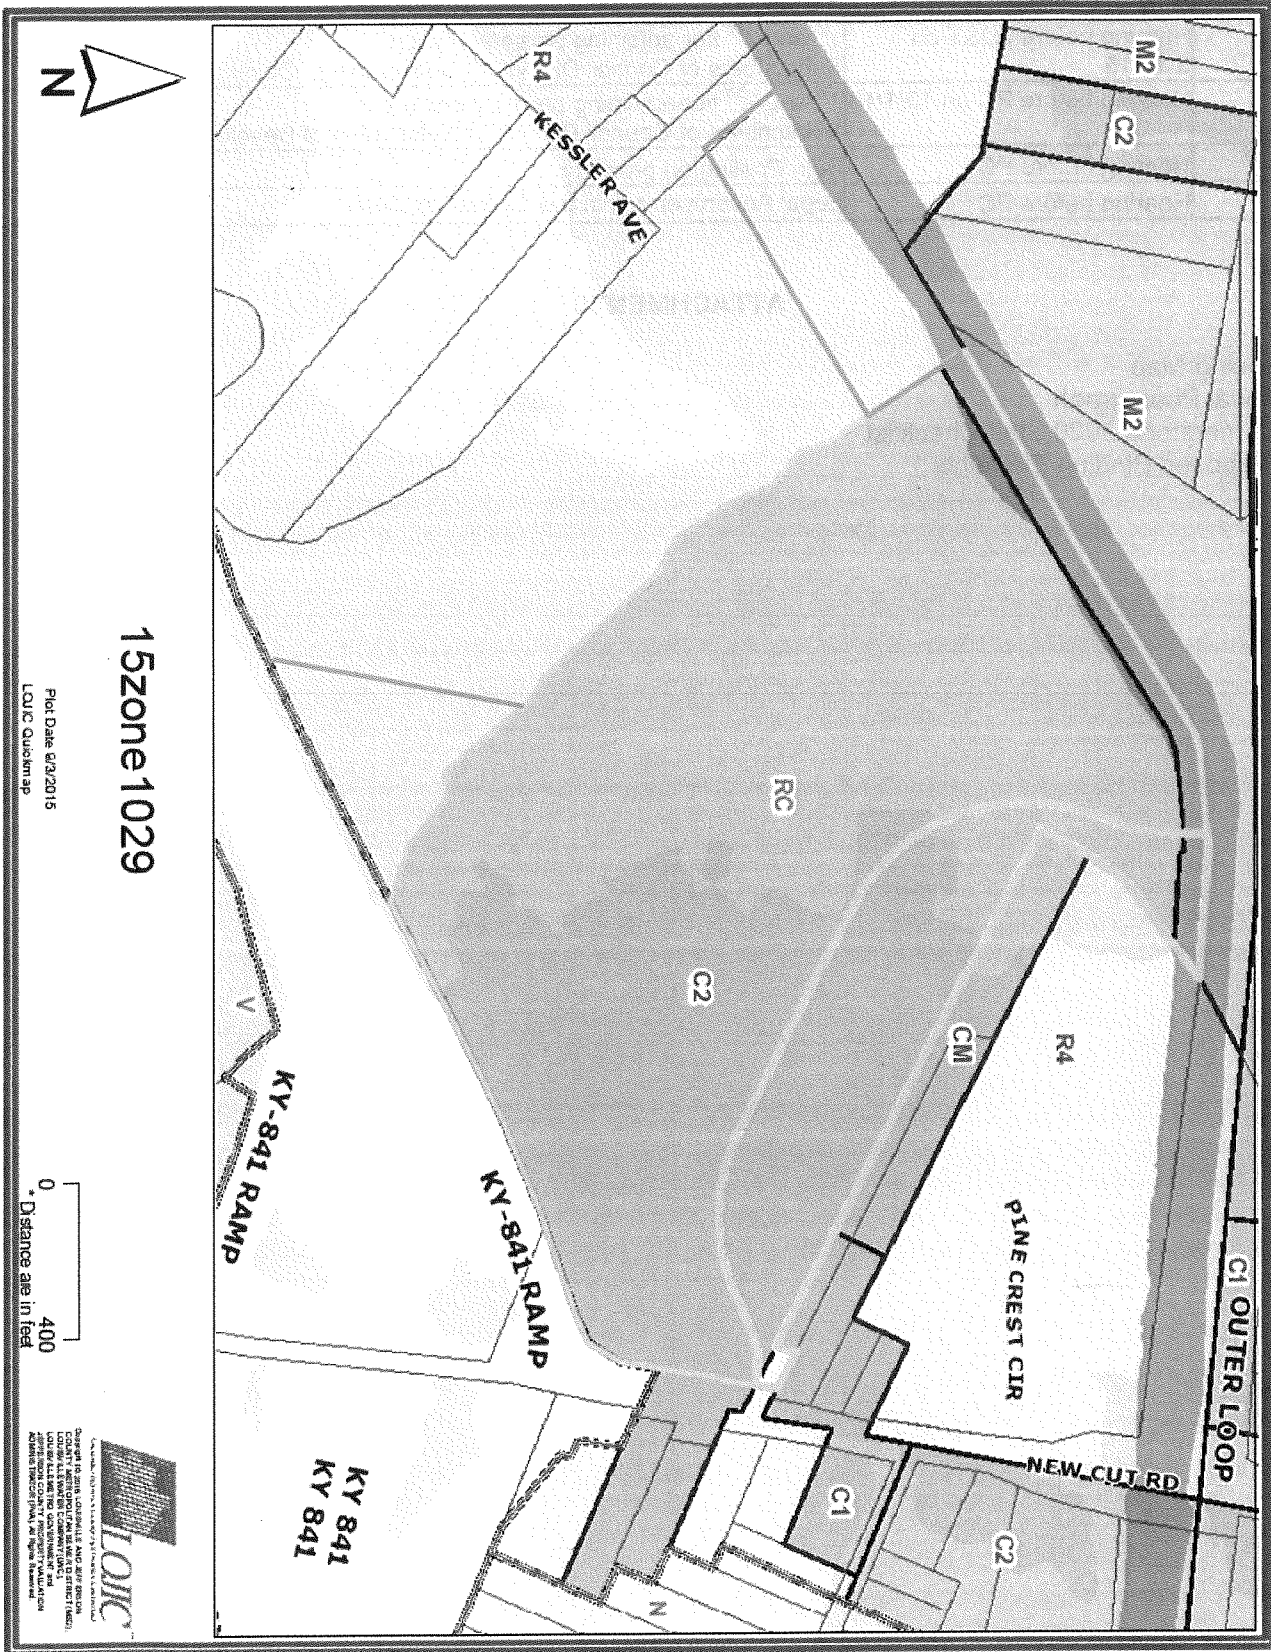 M2
C2
M2
C1 OUTER LOOP
R4
KESSLER AVE
R4
PINE CREST CIR
NEW CUT RD
CM
C2
C1
RC
C2
N
KY-841 RAMP
KY-841 RAMP
V
KY 841
KY 841
N
15zone1029
Plot Date 9/3/2015
LOJIC Quickmap
0 400
* Distance are in feet
LOJIC